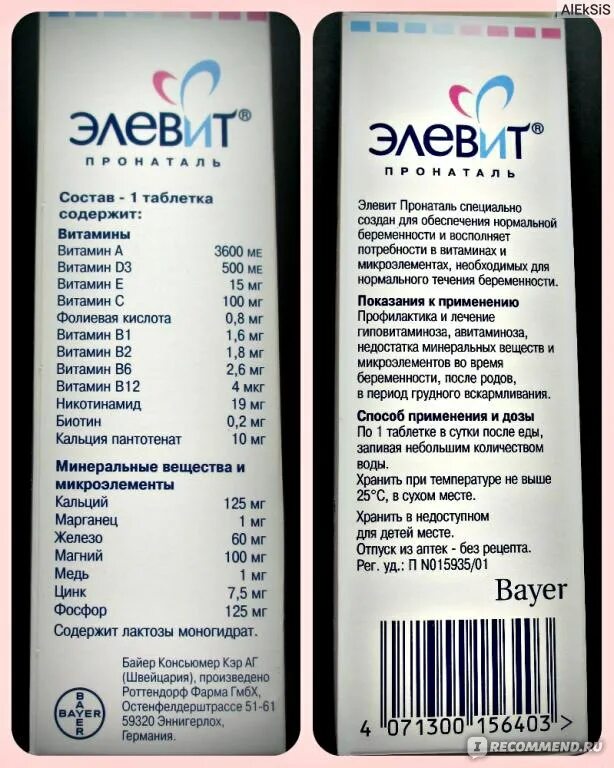 AlEksiS
ЭЛЕВИТ®
ПРОНАТАЛЬ
Состав - 1 таблетка
содержит:
Витамины
Витамин А 3600 МЕ
Витамин D3 500 МЕ
Витамин Е 15 мг
Витамин С 100 мг
Фолиевая кислота 0,8 мг
Витамин В1 1,6 мг
Витамин В2 1,8 мг
Витамин В6 2,6 мг
Витамин В12 4 мкг
Никотинамид 19 мг
Биотин 0,2 мг
Кальция пантотенат 10 мг
Минеральные вещества и
микроэлементы
Кальций 125 мг
Марганец 1 мг
Железо 60 мг
Магний 100 мг
Медь 1 мг
Цинк 7,5 мг
Фосфор 125 мг
Содержит лактозы моногидрат.
BAYER
BAYER
Байер Консьюмер Кэр АГ
(Швейцария), произведено
Роттендорф Фарма ГмбХ,
Остенфелдерштрассе 51-61
59320 Эннигерлох,
Германия.
ЭЛЕВИТ®
ПРОНАТАЛЬ
Элевит Пронаталь специально
создан для обеспечения нормальной
беременности и восполняет
потребности в витаминах и
микроэлементах, необходимых для
нормального течения беременности.
Показания к применению
Профилактика и лечение
гиповитаминоза, авитаминоза,
недостатка минеральных веществ и
микроэлементов во время
беременности, после родов,
в период грудного вскармливания.
Способ применения и дозы
По 1 таблетке в сутки после еды,
запивая небольшим количеством
воды.
Хранить при температуре не выше
25°С, в сухом месте.
Хранить в недоступном
для детей месте.
Отпуск из аптек - без рецепта.
Рег. уд.: П N015935/01
Bayer
4 071300 156403 >
I RECOMMEND.RU